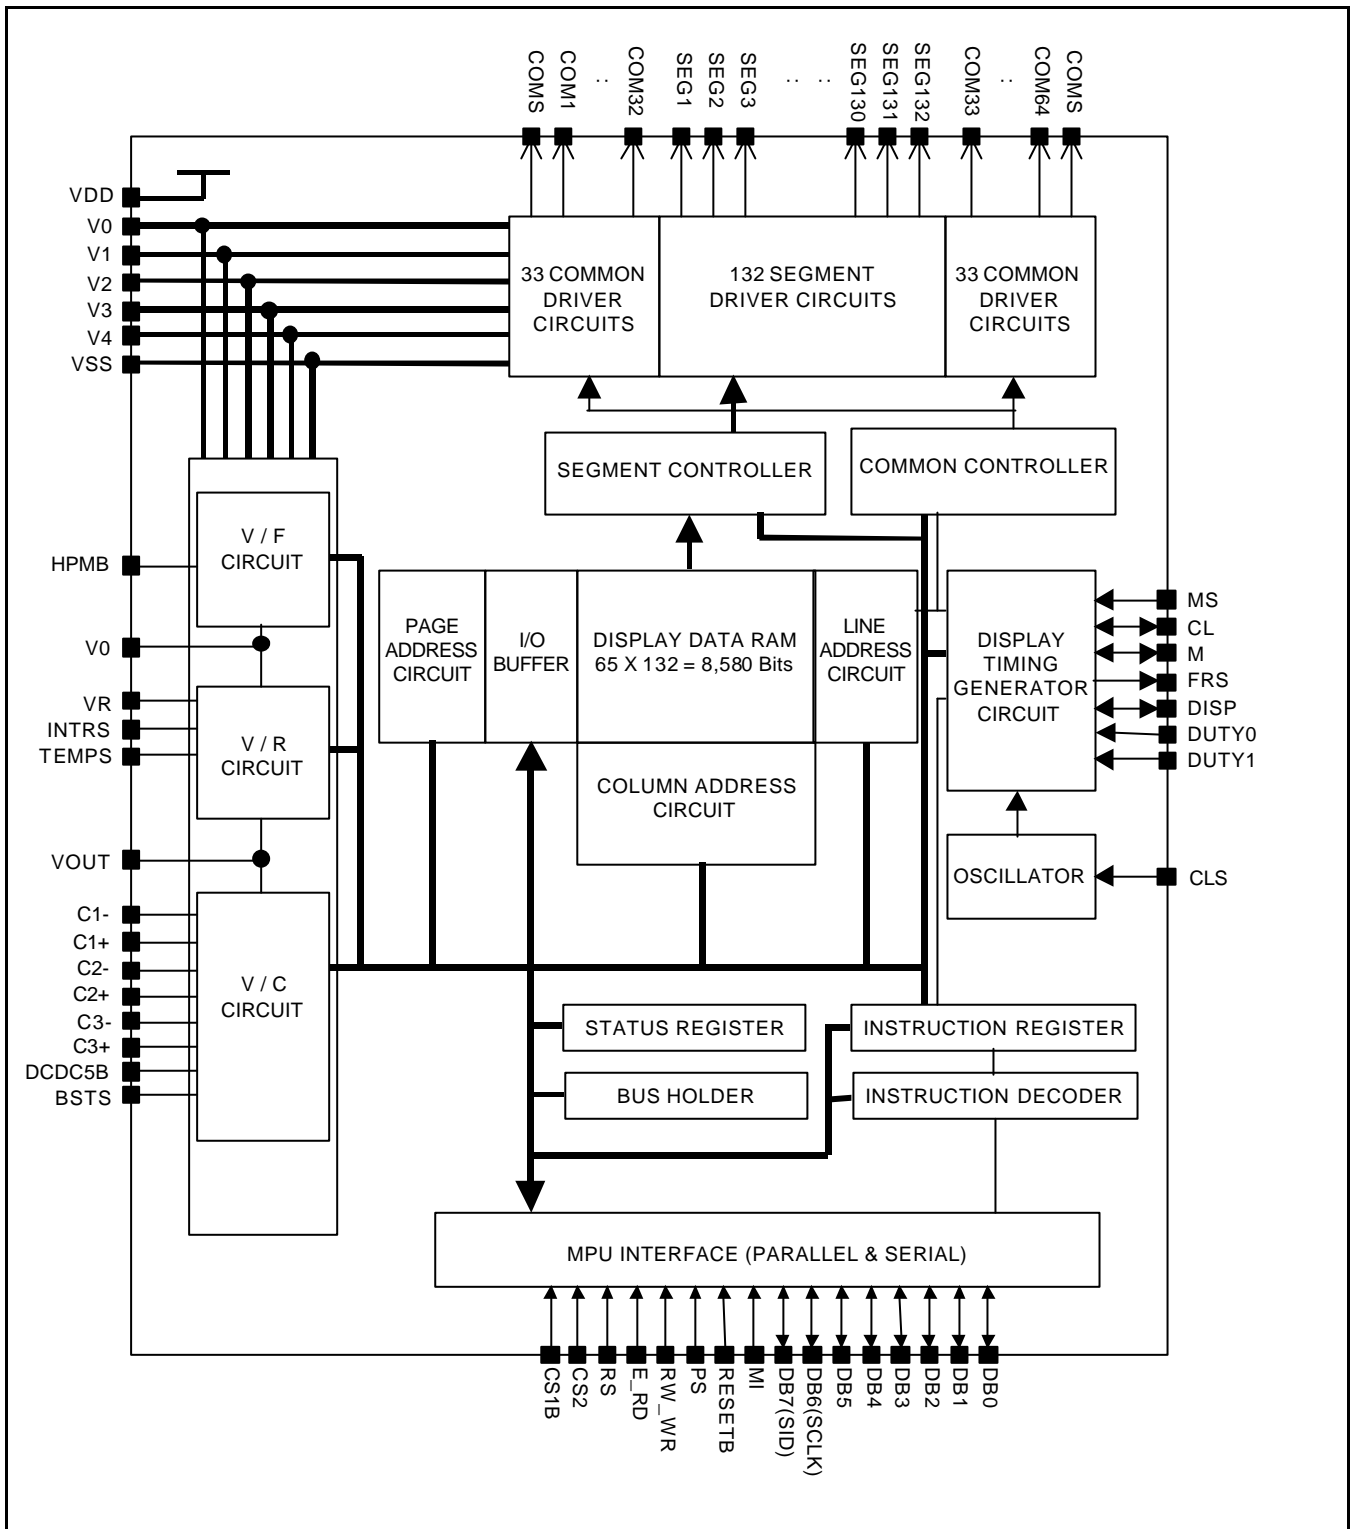 COMS
COM1
..
COM32
SEG1
SEG2
SEG3
..
..
SEG130
SEG131
SEG132
COM33
..
COM64
COMS
VDD
V0
V1
V2
V3
V4
VSS
33 COMMON
DRIVER
CIRCUITS
132 SEGMENT
DRIVER CIRCUITS
33 COMMON
DRIVER
CIRCUITS
SEGMENT CONTROLLER
COMMON CONTROLLER
V / F
CIRCUIT
HPMB
V0
VR
INTRS
TEMPS
V / R
CIRCUIT
VOUT
C1-
C1+
C2-
C2+
C3-
C3+
DCDC5B
BSTS
V / C
CIRCUIT
PAGE
ADDRESS
CIRCUIT
I/O
BUFFER
DISPLAY DATA RAM
65 X 132 = 8,580 Bits
LINE
ADDRESS
CIRCUIT
COLUMN ADDRESS
CIRCUIT
DISPLAY
TIMING
GENERATOR
CIRCUIT
MS
CL
M
FRS
DISP
DUTY0
DUTY1
OSCILLATOR
CLS
STATUS REGISTER
INSTRUCTION REGISTER
BUS HOLDER
INSTRUCTION DECODER
MPU INTERFACE (PARALLEL & SERIAL)
CS1B
CS2
RS
E_RD
RW_WR
PS
RESETB
MI
DB7(SID)
DB6(SCLK)
DB5
DB4
DB3
DB2
DB1
DB0